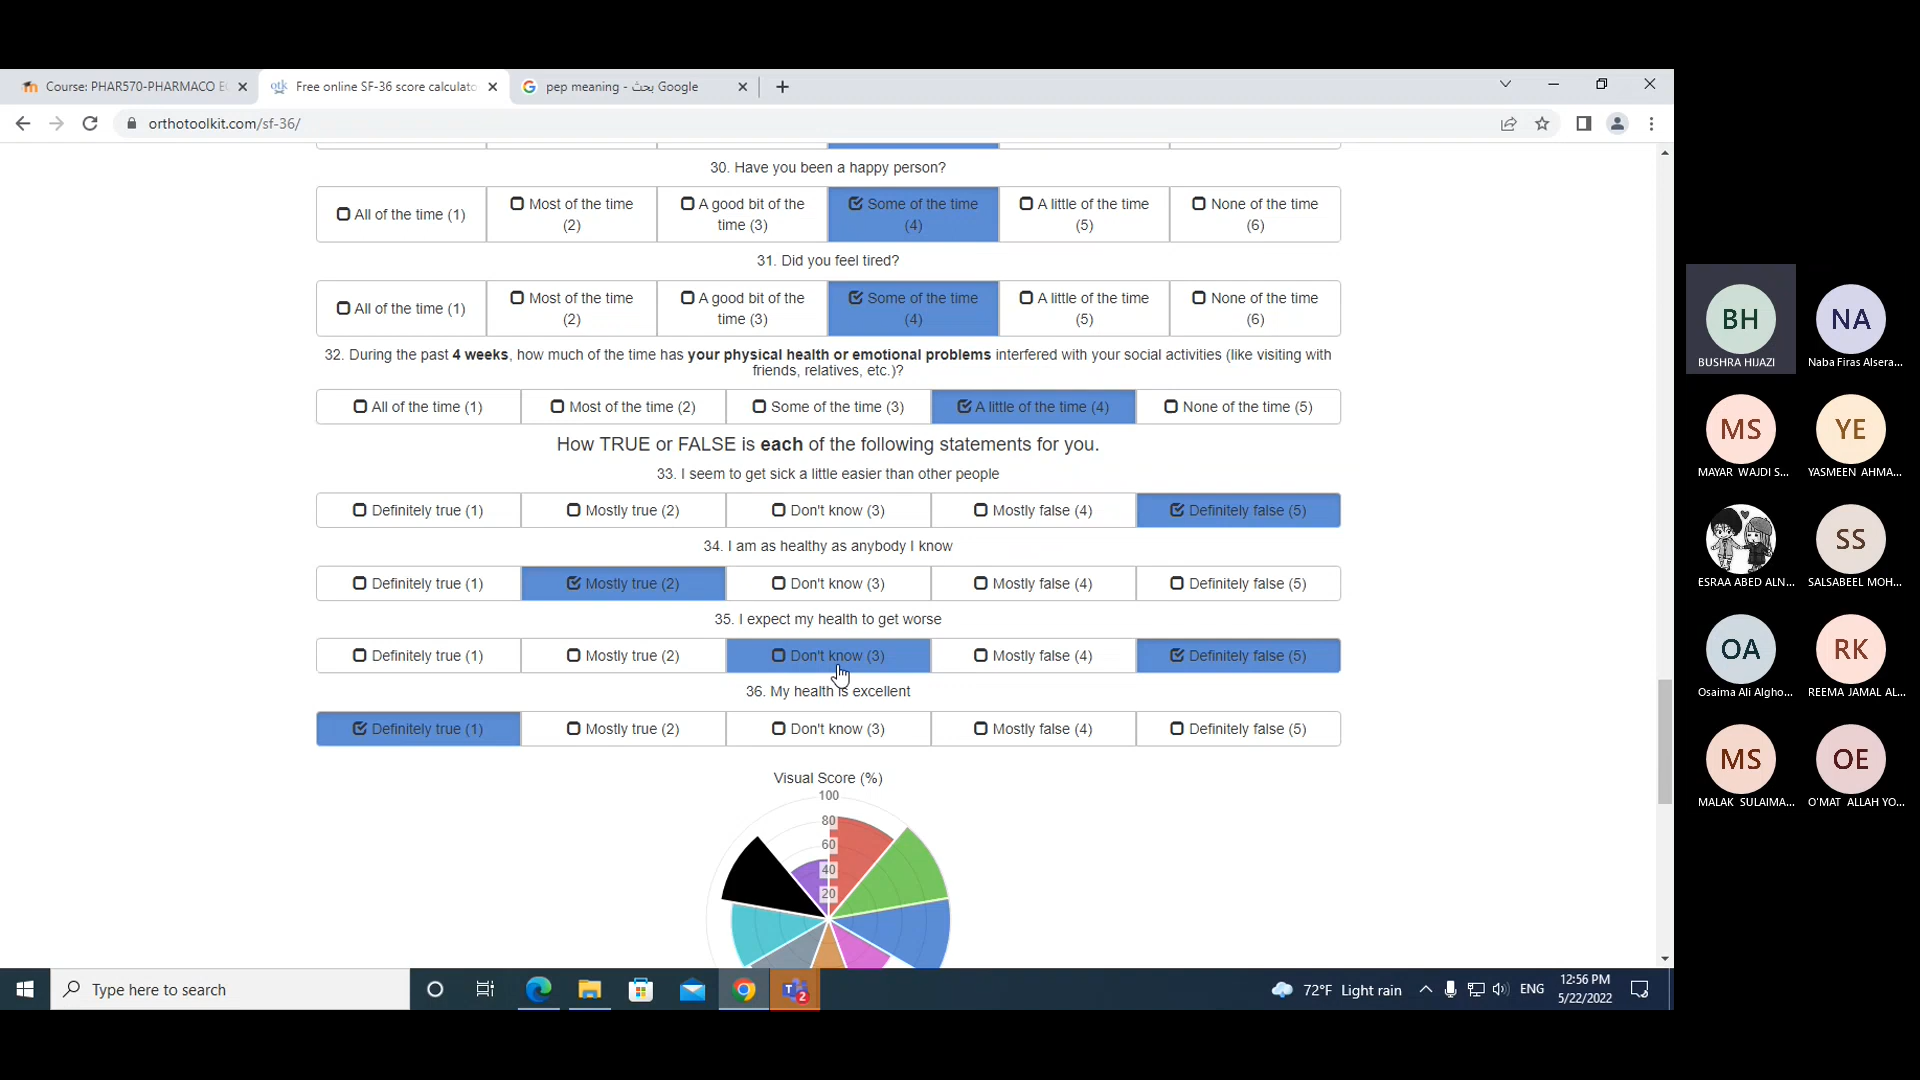 Course: PHAR570-PHARMACO E
otk Free online SF-36 score calculato
pep meaning - بحث Google
orthotoolkit.com/sf-36/
30. Have you been a happy person?
All of the time (1)
Most of the time (2)
A good bit of the time (3)
Some of the time (4)
A little of the time (5)
None of the time (6)
31. Did you feel tired?
All of the time (1)
Most of the time (2)
A good bit of the time (3)
Some of the time (4)
A little of the time (5)
None of the time (6)
32. During the past 4 weeks, how much of the time has your physical health or emotional problems interfered with your social activities (like visiting with
friends, relatives, etc.)?
All of the time (1)
Most of the time (2)
Some of the time (3)
A little of the time (4)
None of the time (5)
How TRUE or FALSE is each of the following statements for you.
33. I seem to get sick a little easier than other people
Definitely true (1)
Mostly true (2)
Don't know (3)
Mostly false (4)
Definitely false (5)
34. I am as healthy as anybody I know
Definitely true (1)
Mostly true (2)
Don't know (3)
Mostly false (4)
Definitely false (5)
35. I expect my health to get worse
Definitely true (1)
Mostly true (2)
Don't know (3)
Mostly false (4)
Definitely false (5)
36. My health is excellent
Definitely true (1)
Mostly true (2)
Don't know (3)
Mostly false (4)
Definitely false (5)
Visual Score (%)
100
80
60
40
20
BH
BUSHRA HIJAZI
NA
Naba Firas Alsera...
MS
MAYAR WAJDI S...
YE
YASMEEN AHMA...
ESRAA ABED ALN...
SS
SALSABEEL MOH...
OA
Osaima Ali Algho...
RK
REEMA JAMAL AL...
MS
MALAK SULAIMA...
OE
O'MAT ALLAH YO...
Type here to search
2
72°F Light rain
ENG
12:56 PM
5/22/2022